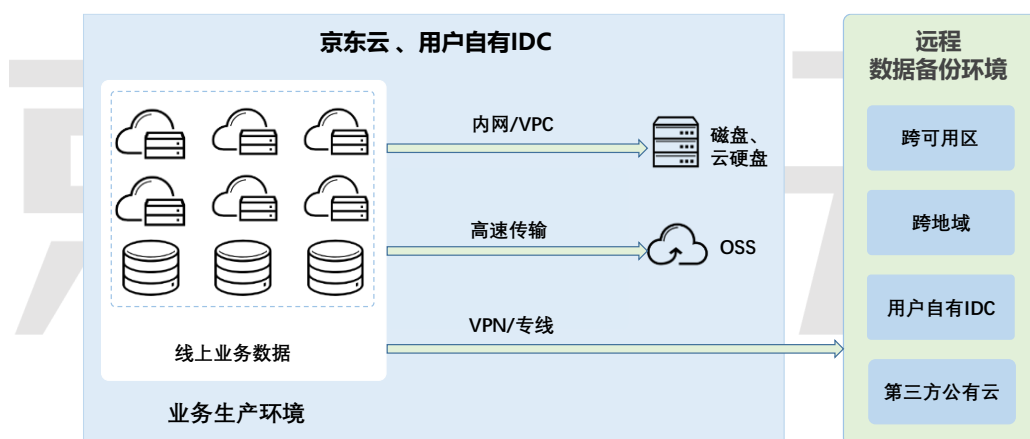 京东云 、用户自有IDC
内网/VPC
磁盘、
云硬盘
高速传输
OSS
VPN/专线
线上业务数据
业务生产环境
远程
数据备份环境
跨可用区
跨地域
用户自有IDC
第三方公有云